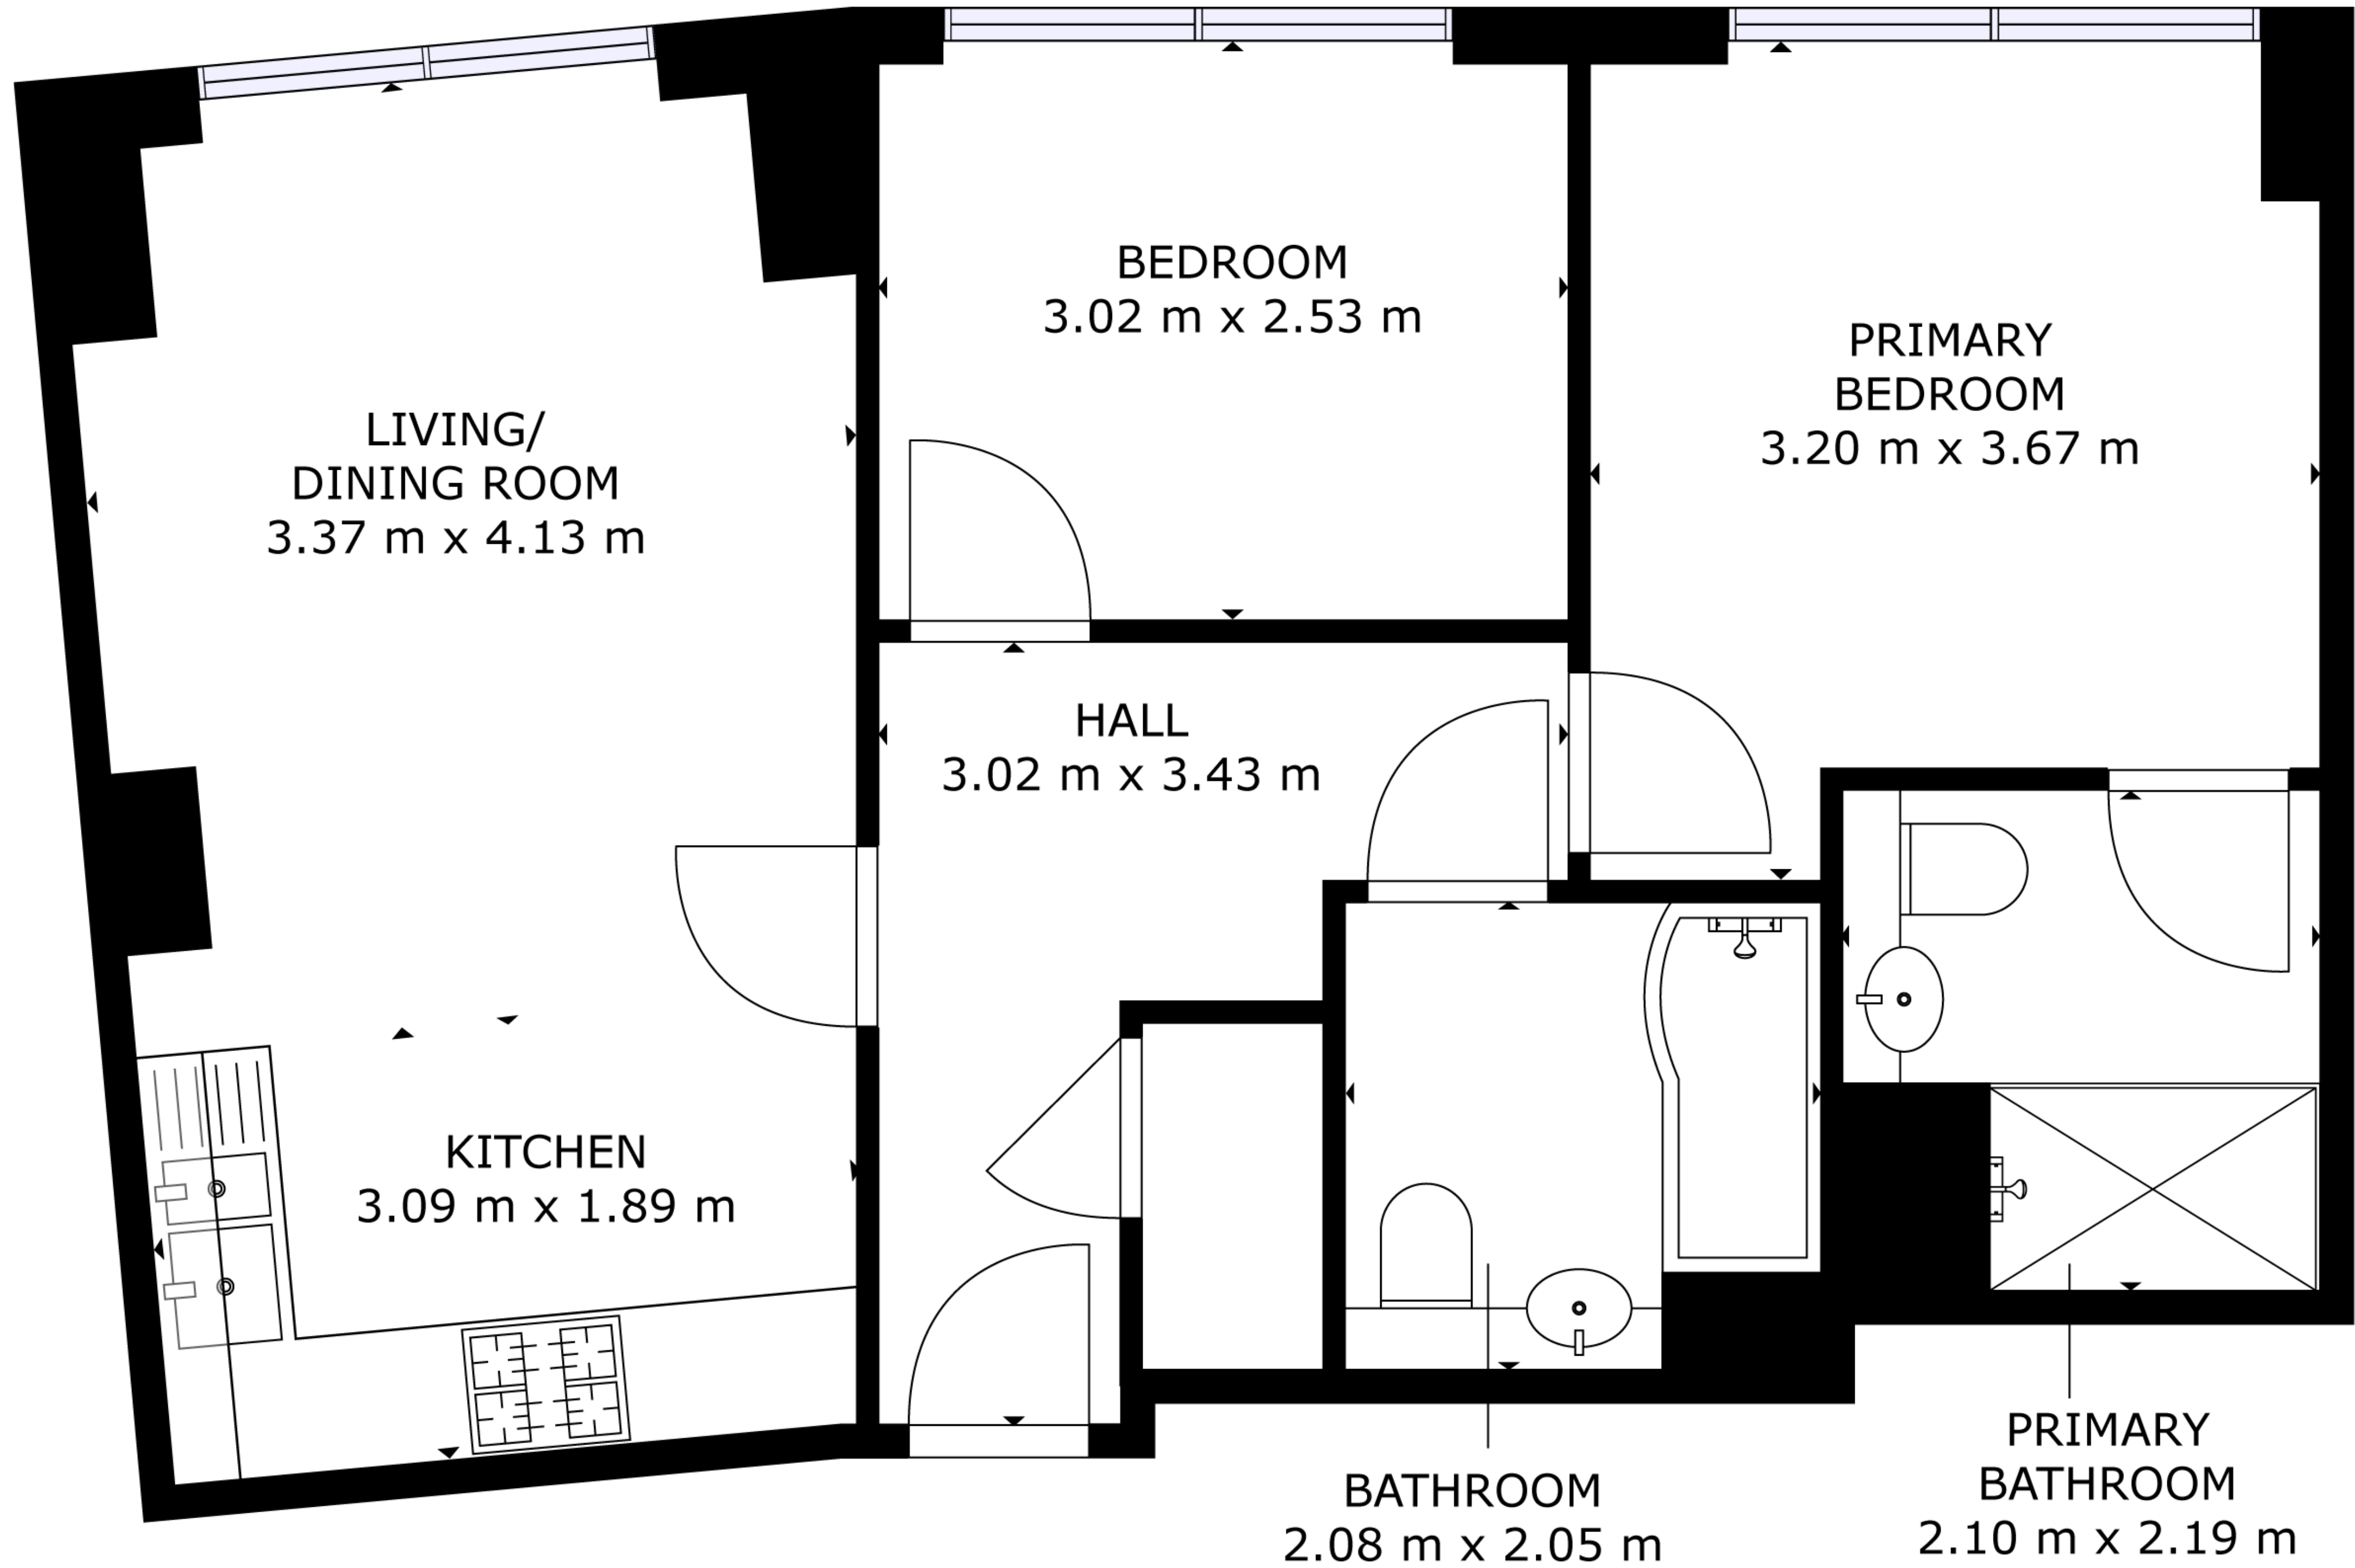 BEDROOM
3.02 m x 2.53 m
PRIMARY
BEDROOM
3.20 m x 3.67 m
LIVING/
DINING ROOM
3.37 m x 4.13 m
HALL
3.02 m x 3.43 m
KITCHEN
3.09 m x 1.89 m
BATHROOM
2.08 m x 2.05 m
PRIMARY
BATHROOM
2.10 m x 2.19 m